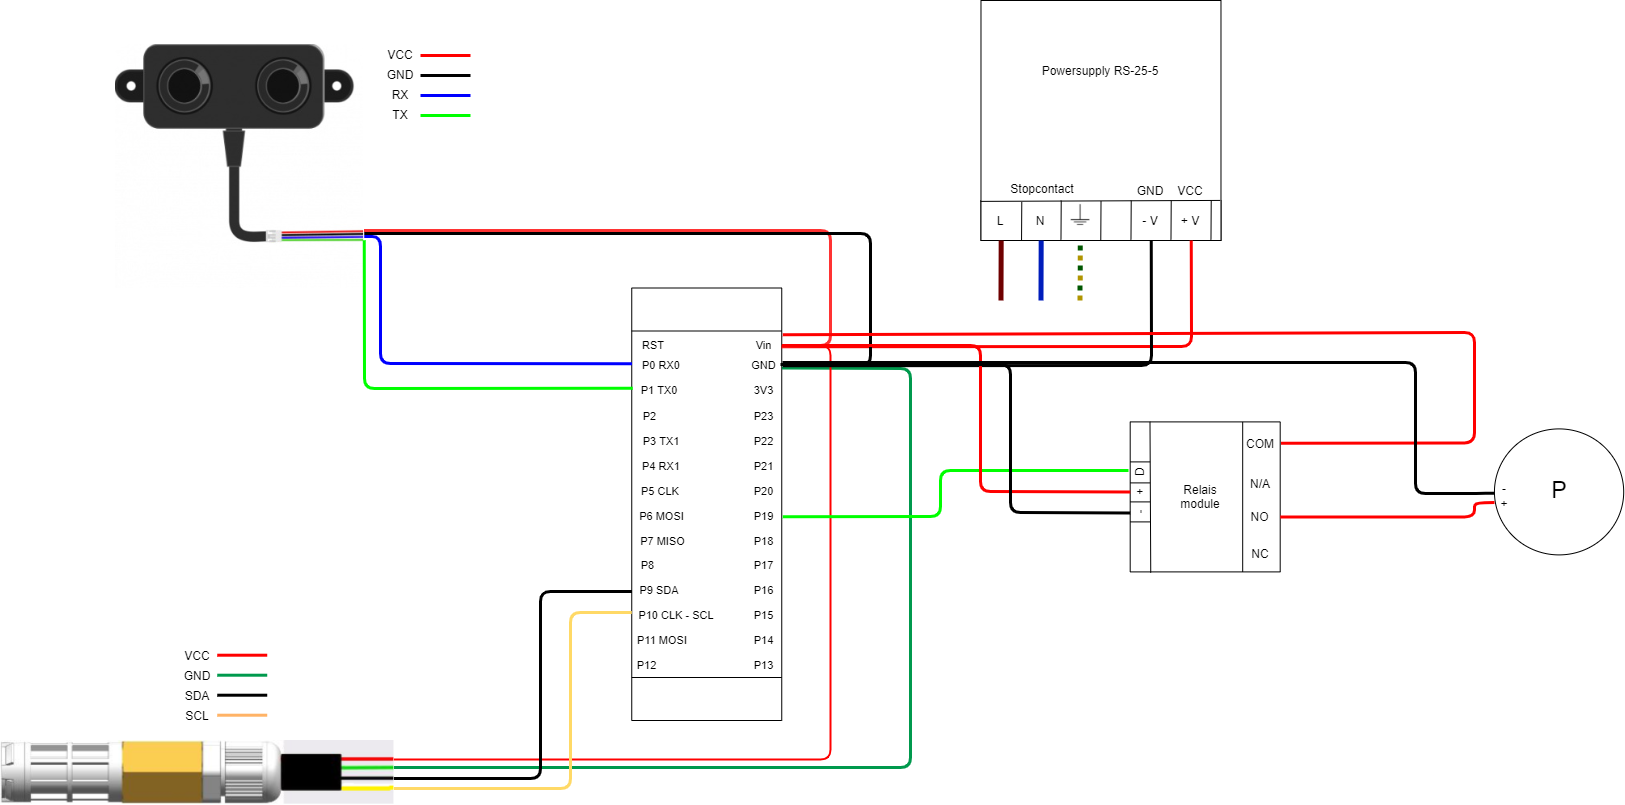 VCC
GND
RX
TX
Powersupply RS-25-5
Stopcontact
GND VCC
L N - V + V
RST Vin
P0 RX0 GND
P1 TX0 3V3
P2 P23
P3 TX1 P22
P4 RX1 P21
P5 CLK P20
P6 MOSI P19
P7 MISO P18
P8 P17
P9 SDA P16
P10 CLK - SCL P15
P11 MOSI P14
P12 P13
D
+
-
Relais
module
COM
N/A
NO
NC
-
+
P
VCC
GND
SDA
SCL